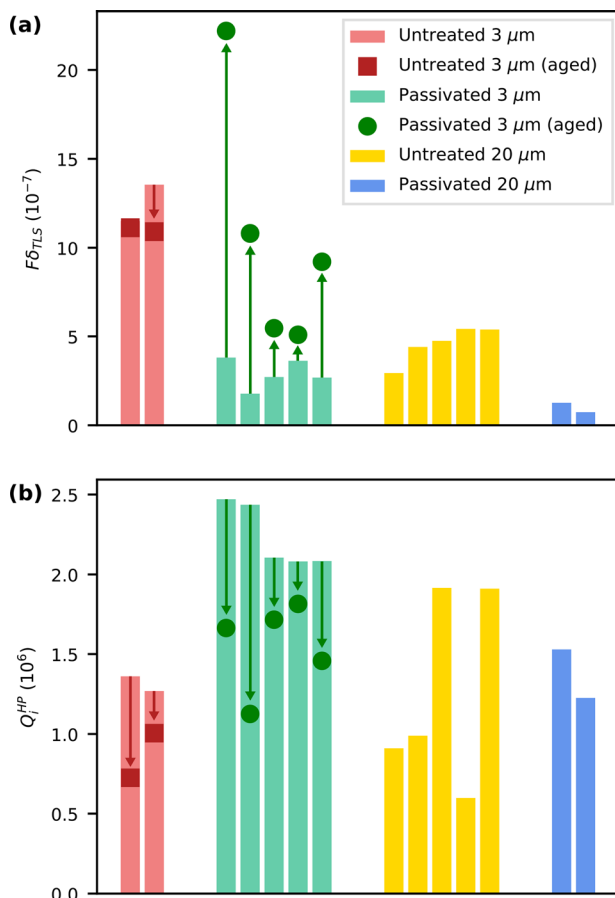 (a)
20
15
10
5
0
Fδ_TLS (10⁻⁷)
Untreated 3 μm
Untreated 3 μm (aged)
Passivated 3 μm
Passivated 3 μm (aged)
Untreated 20 μm
Passivated 20 μm
(b)
2.5
2.0
1.5
1.0
0.5
0.0
Q_i^HP (10⁶)